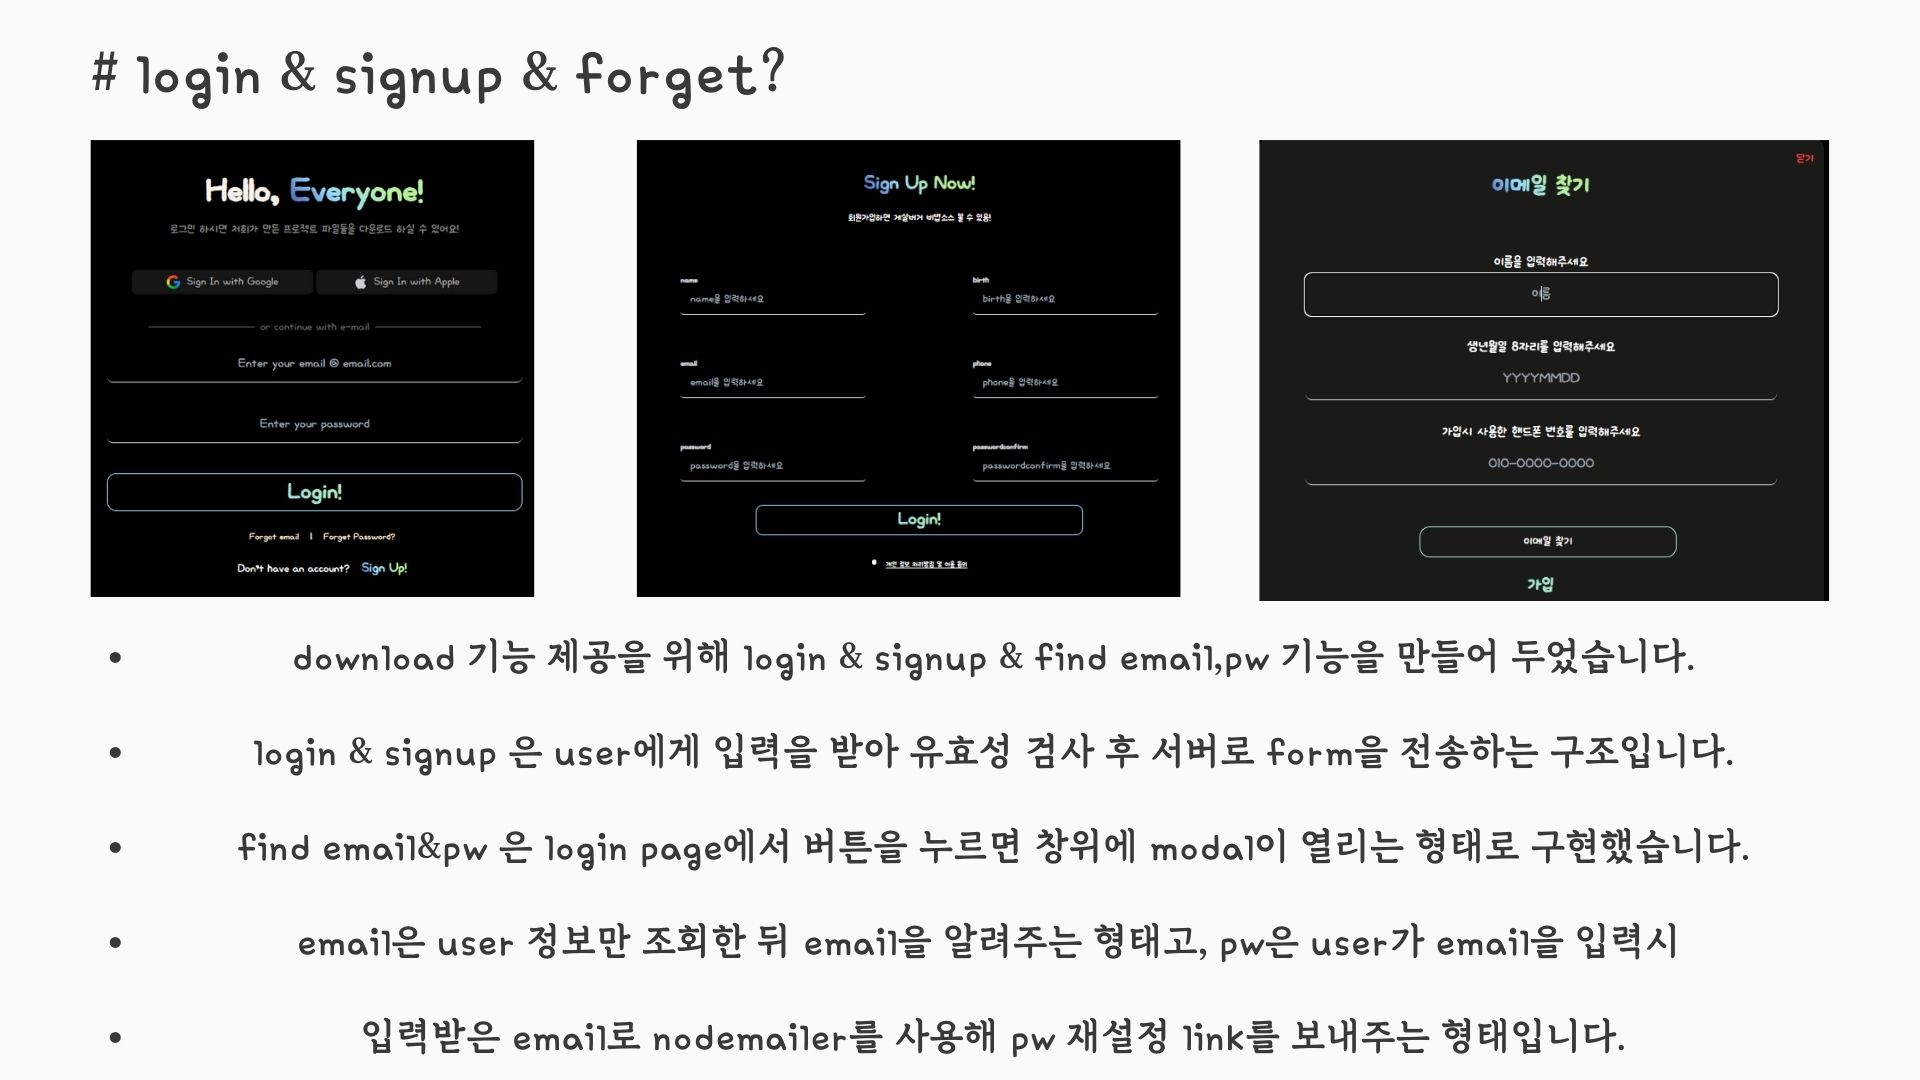 # login & signup & forget?
Hello, Everyone!
로그인 하시면 저희가 만든 프로젝트 파일들을 다운로드 하실 수 있어요!
Sign In with Google
Sign In with Apple
or continue with e-mail
Enter your email @ email.com
Enter your password
Login!
Forgot email | Forget Password?
Don't have an account? Sign Up!
Sign Up Now!
회원가입하면 게살버거 비법소스 볼 수 있음!
name
name을 입력하세요
birth
birth을 입력하세요
email
email을 입력하세요
phone
phone을 입력하세요
password
password을 입력하세요
passwordconfirm
passwordconfirm을 입력하세요
Login!
개인 정보 처리방침 및 이용 동의
닫기
이메일 찾기
이름을 입력해주세요
이름
생년월일 8자리를 입력해주세요
YYYYMMDD
가입시 사용한 핸드폰 번호를 입력해주세요
010-0000-0000
이메일 찾기
가입
• download 기능 제공을 위해 login & signup & find email,pw 기능을 만들어 두었습니다.
• login & signup 은 user에게 입력을 받아 유효성 검사 후 서버로 form을 전송하는 구조입니다.
• find email&pw 은 login page에서 버튼을 누르면 창위에 modal이 열리는 형태로 구현했습니다.
• email은 user 정보만 조회한 뒤 email을 알려주는 형태고, pw은 user가 email을 입력시
• 입력받은 email로 nodemailer를 사용해 pw 재설정 link를 보내주는 형태입니다.